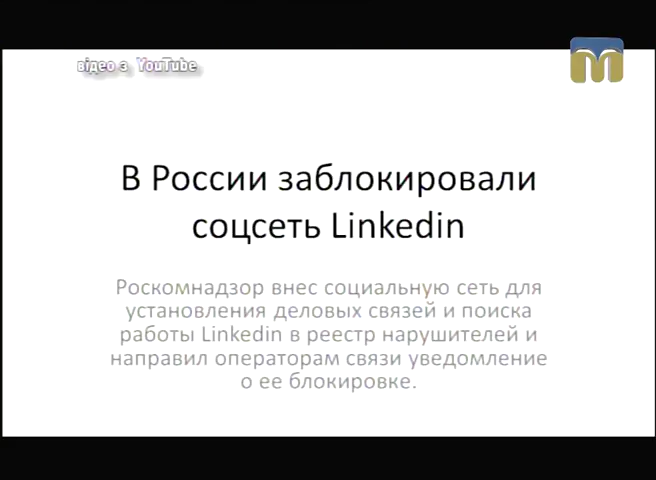 відео з YouTube
В России заблокировали
соцсеть Linkedin
Роскомнадзор внес социальную сеть для
установления деловых связей и поиска
работы Linkedin в реестр нарушителей и
направил операторам связи уведомление
о ее блокировке.